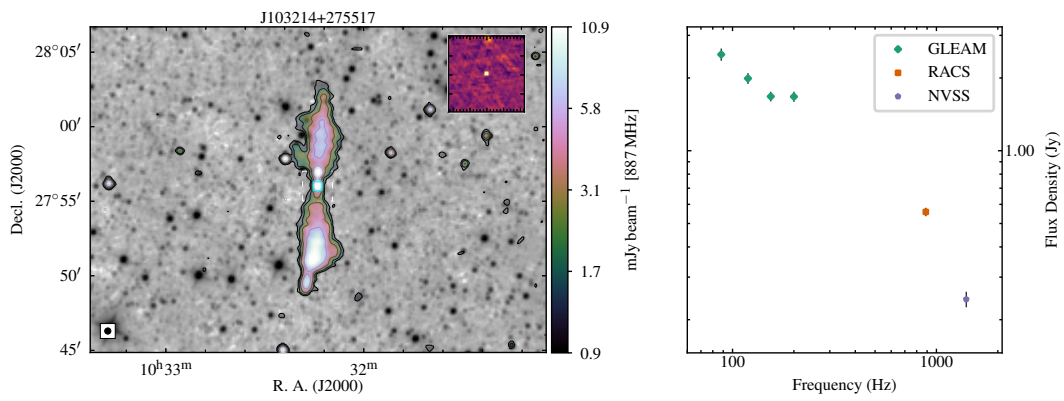 J103214+275517
28°05′
00′
27°55′
50′
45′
Decl. (J2000)
10ʰ33ᵐ
32ᵐ
R. A. (J2000)
10.9
5.8
3.1
1.7
0.9
mJy beam⁻¹ [887 MHz]
GLEAM
RACS
NVSS
1.00
Flux Density (Jy)
100
1000
Frequency (Hz)